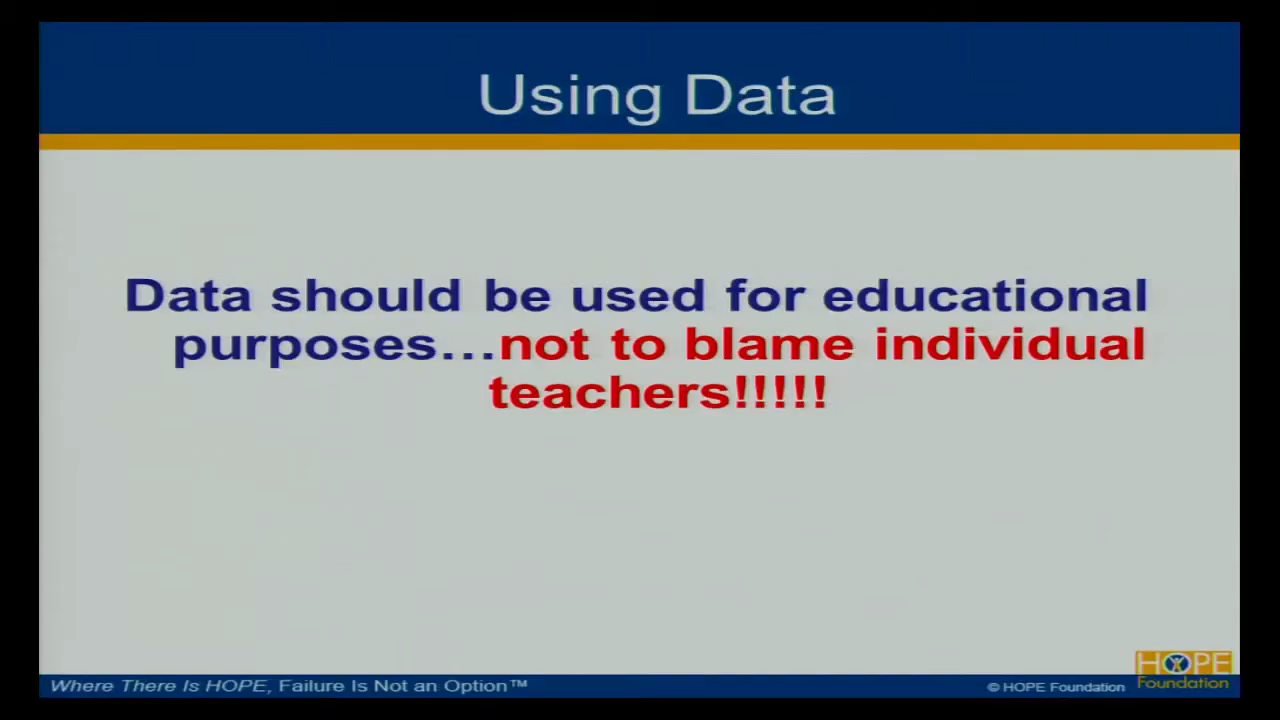 Using Data
Data should be used for educational
purposes…not to blame individual
teachers!!!!!
Where There Is HOPE, Failure Is Not an Option™
© HOPE Foundation
HOPE
Foundation